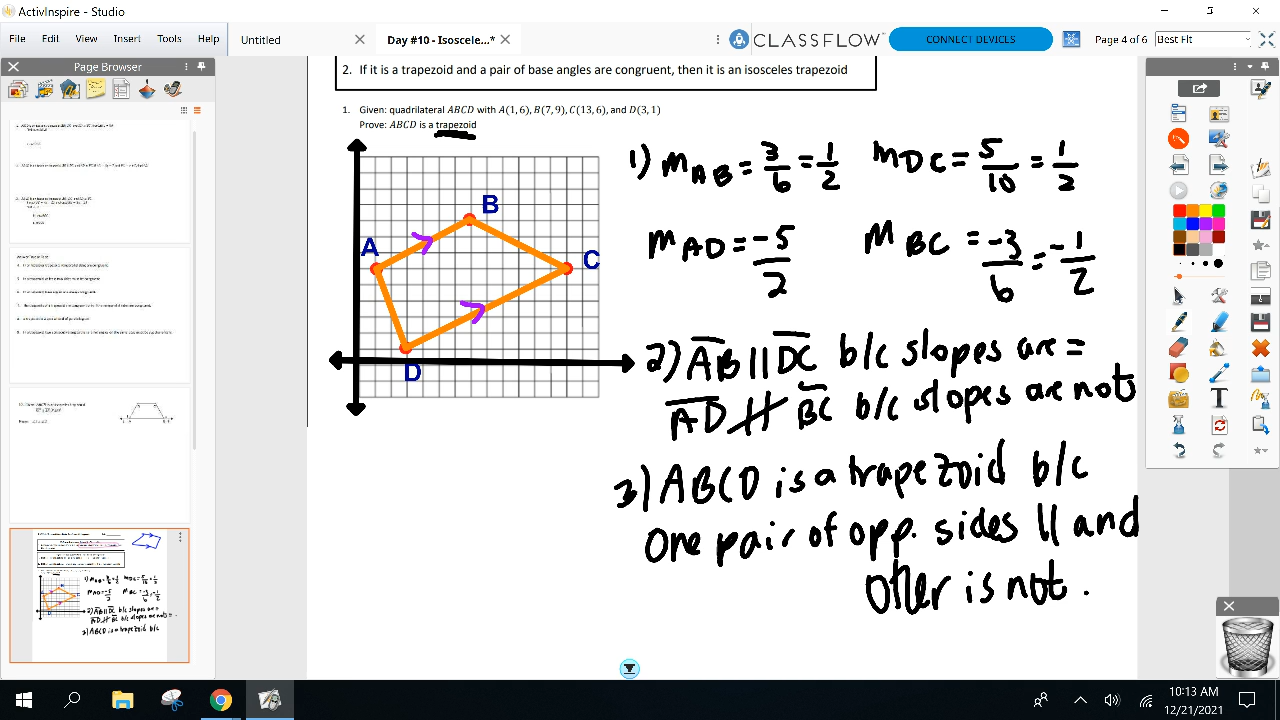 ActivInspire - Studio
File Edit View Insert Tools Help
Untitled
Day #10 - Isoscele...*
CLASSFLOW
CONNECT DEVICES
Page 4 of 6
Best Fit
Page Browser
2. If it is a trapezoid and a pair of base angles are congruent, then it is an isosceles trapezoid
1. Given: quadrilateral ABCD with A(1, 6), B(7, 9), C(13, 6), and D(3, 1)
Prove: ABCD is a trapezoid
A
B
C
D
1) m AB = 3/6 = 1/2 m DC = 5/10 = 1/2
m AD = -5/2 m BC = -3/6 = -1/2
2) AB || DC b/c slopes are =
AD ∦ BC b/c slopes are not
3) ABCD is a trapezoid b/c
one pair of opp. sides || and
other is not.
10:13 AM
12/21/2021